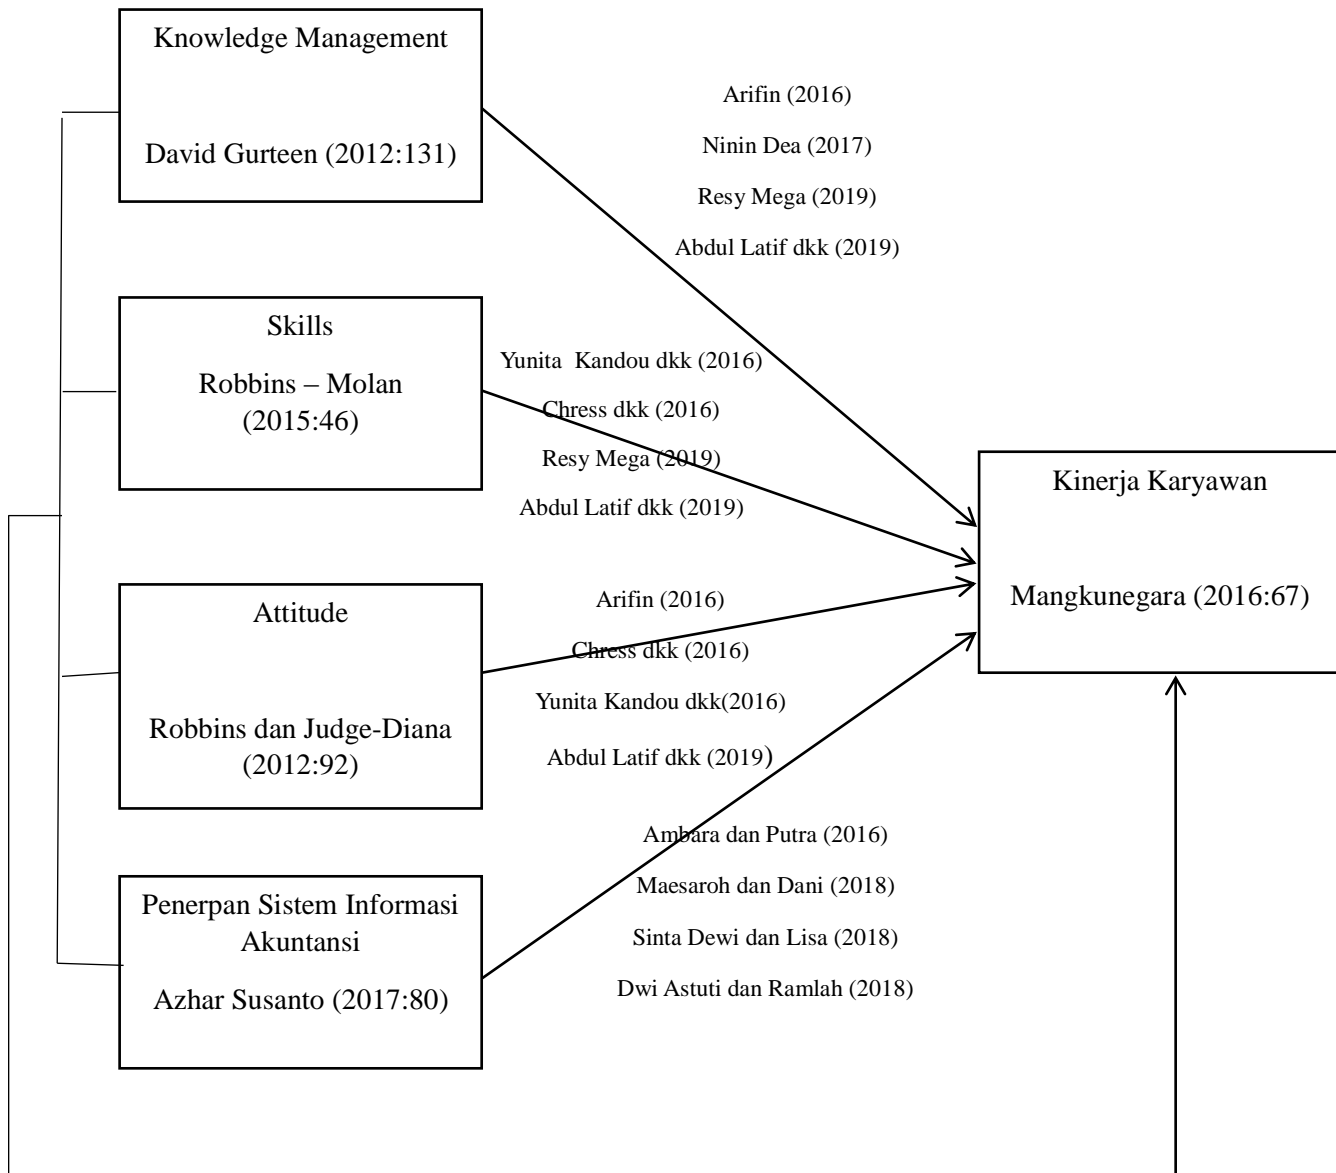 Knowledge Management
David Gurteen (2012:131)
Arifin (2016)
Ninin Dea (2017)
Resy Mega (2019)
Abdul Latif dkk (2019)
Skills
Robbins – Molan
(2015:46)
Yunita  Kandou dkk (2016)
Chress dkk (2016)
Resy Mega (2019)
Abdul Latif dkk (2019)
Kinerja Karyawan
Mangkunegara (2016:67)
Attitude
Robbins dan Judge-Diana
(2012:92)
Arifin (2016)
Chress dkk (2016)
Yunita Kandou dkk(2016)
Abdul Latif dkk (2019)
Penerpan Sistem Informasi
Akuntansi
Azhar Susanto (2017:80)
Ambara dan Putra (2016)
Maesaroh dan Dani (2018)
Sinta Dewi dan Lisa (2018)
Dwi Astuti dan Ramlah (2018)